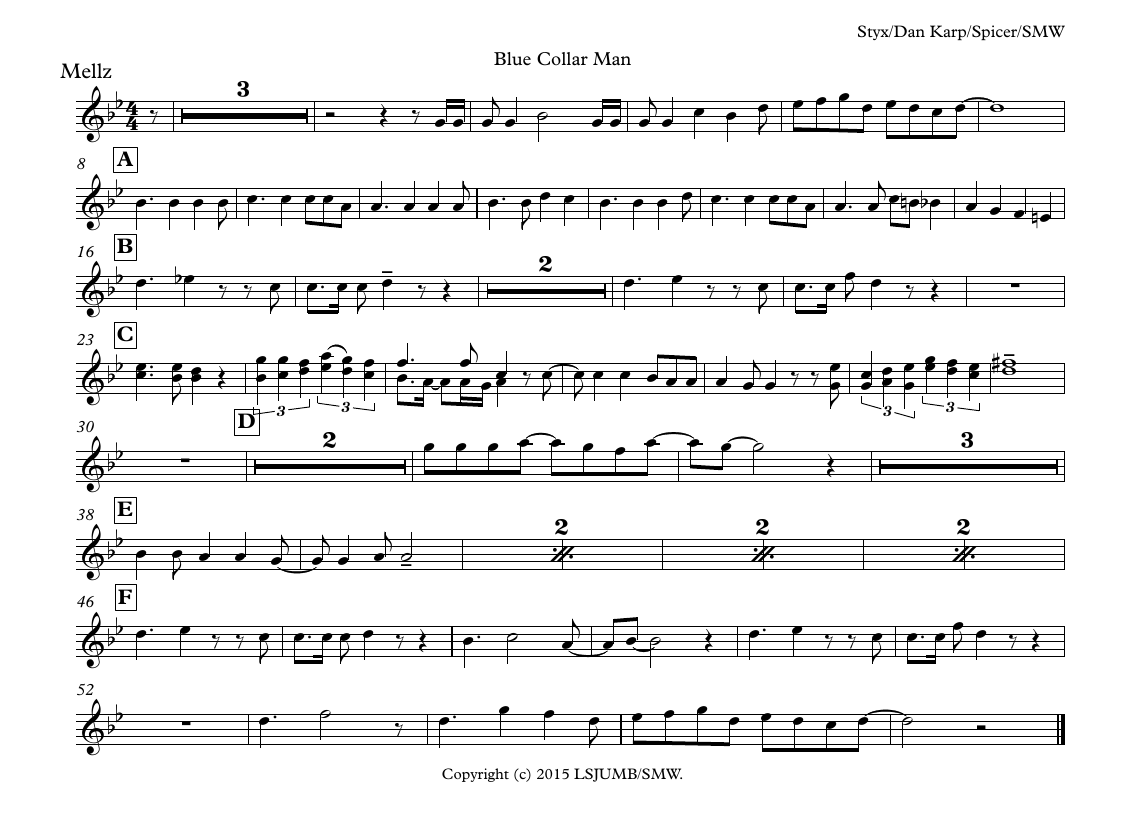 Styx/Dan Karp/Spicer/SMW
Blue Collar Man
Mellz
3
4
4
8 A
16 B
2
23 C
3 3 3 3
30 D
2 3
38 E
2 2 2
46 F
52
Copyright (c) 2015 LSJUMB/SMW.